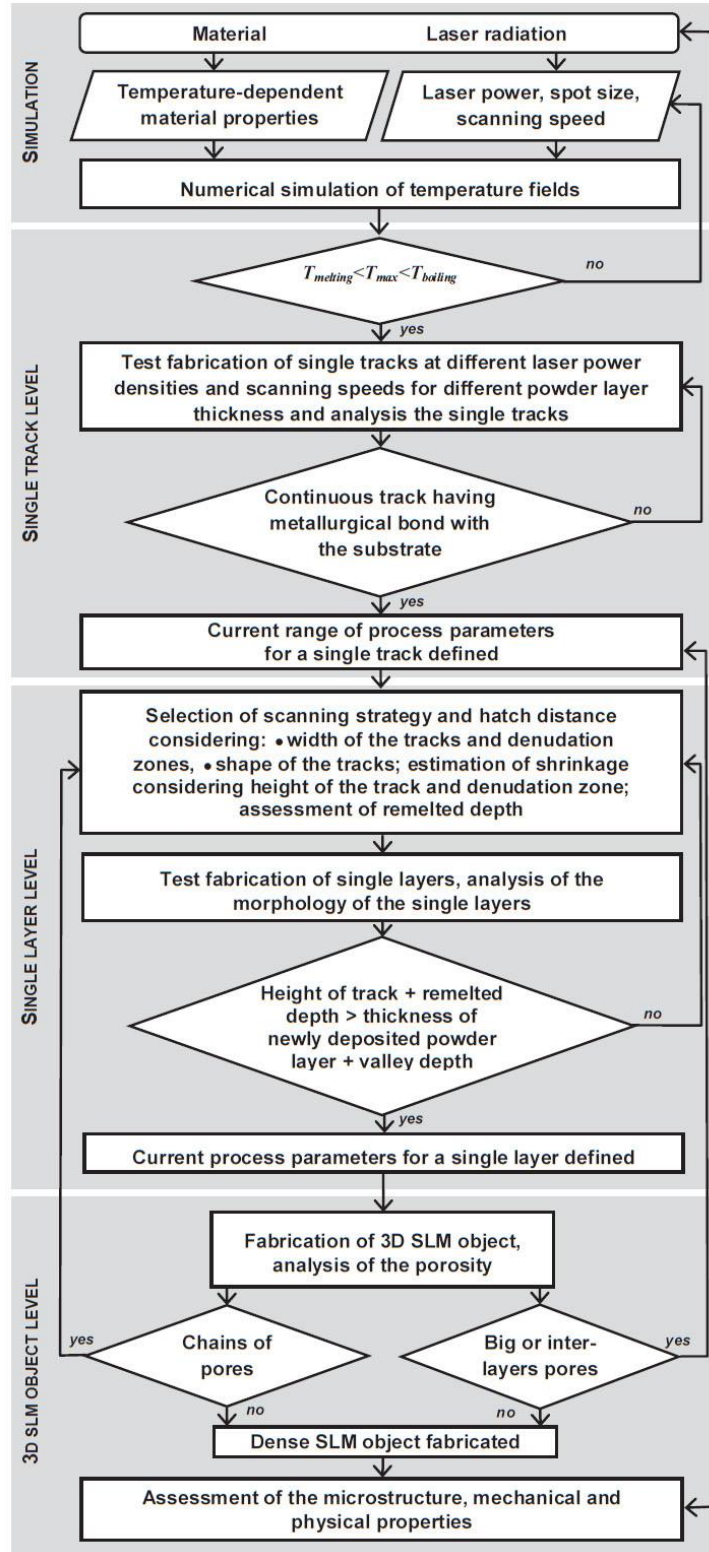 SIMULATION
Material
Laser radiation
Temperature-dependent
material properties
Laser power, spot size,
scanning speed
Numerical simulation of temperature fields
SINGLE TRACK LEVEL
Tmelting<Tmax<Tboiling
no
yes
Test fabrication of single tracks at different laser power
densities and scanning speeds for different powder layer
thickness and analysis the single tracks
Continuous track having
metallurgical bond with
the substrate
no
yes
Current range of process parameters
for a single track defined
SINGLE LAYER LEVEL
Selection of scanning strategy and hatch distance
considering: •width of the tracks and denudation
zones, •shape of the tracks; estimation of shrinkage
considering height of the track and denudation zone;
assessment of remelted depth
Test fabrication of single layers, analysis of the
morphology of the single layers
Height of track + remelted
depth > thickness of
newly deposited powder
layer + valley depth
no
yes
Current process parameters for a single layer defined
3D SLM OBJECT LEVEL
Fabrication of 3D SLM object,
analysis of the porosity
yes
Chains of
pores
Big or inter-
layers pores
yes
no
no
Dense SLM object fabricated
Assessment of the microstructure, mechanical and
physical properties